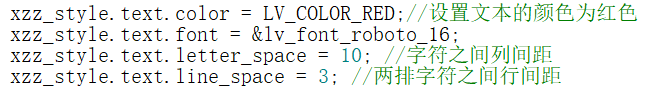 xzz_style.text.color = LV_COLOR_RED;//设置文本的颜色为红色
xzz_style.text.font = &lv_font_roboto_16;
xzz_style.text.letter_space = 10; //字符之间列间距
xzz_style.text.line_space = 3; //两排字符之间行间距